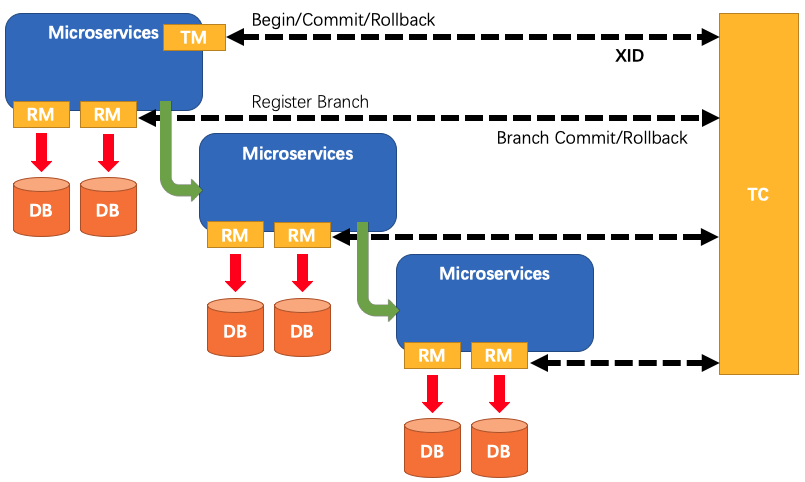 Begin/Commit/Rollback
Microservices
TM
XID
Register Branch
RM
RM
Branch Commit/Rollback
Microservices
TC
DB
DB
RM
RM
Microservices
DB
DB
RM
RM
DB
DB